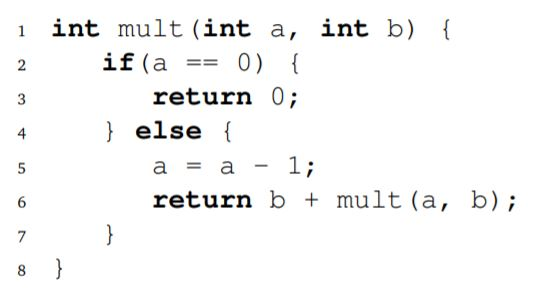 1 int mult(int a, int b) {
2 if(a == 0) {
3 return 0;
4 } else {
5 a = a - 1;
6 return b + mult(a, b);
7 }
8 }